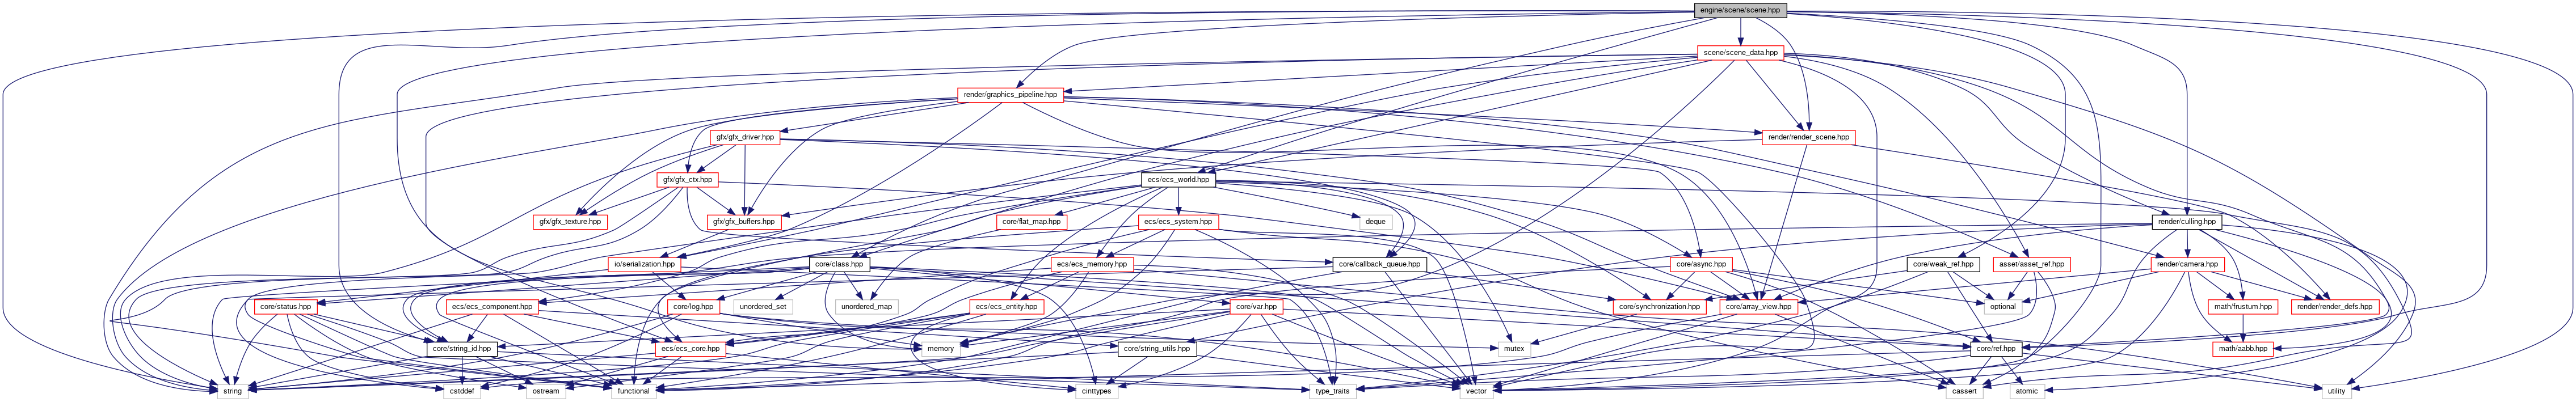 engine/scene/scene.hpp
scene/scene_data.hpp
render/graphics_pipeline.hpp
gfx/gfx_driver.hpp
render/render_scene.hpp
gfx/gfx_ctx.hpp
ecs/ecs_world.hpp
gfx/gfx_texture.hpp
gfx/gfx_buffers.hpp
core/flat_map.hpp
ecs/ecs_system.hpp
deque
render/culling.hpp
io/serialization.hpp
core/class.hpp
ecs/ecs_memory.hpp
core/callback_queue.hpp
core/async.hpp
core/weak_ref.hpp
asset/asset_ref.hpp
render/camera.hpp
core/status.hpp
ecs/ecs_component.hpp
core/log.hpp
unordered_set
unordered_map
ecs/ecs_entity.hpp
core/var.hpp
core/synchronization.hpp
core/array_view.hpp
optional
math/frustum.hpp
render/render_defs.hpp
core/string_id.hpp
ecs/ecs_core.hpp
memory
core/string_utils.hpp
mutex
core/ref.hpp
math/aabb.hpp
string
cstddef
ostream
functional
cinttypes
type_traits
vector
cassert
atomic
utility